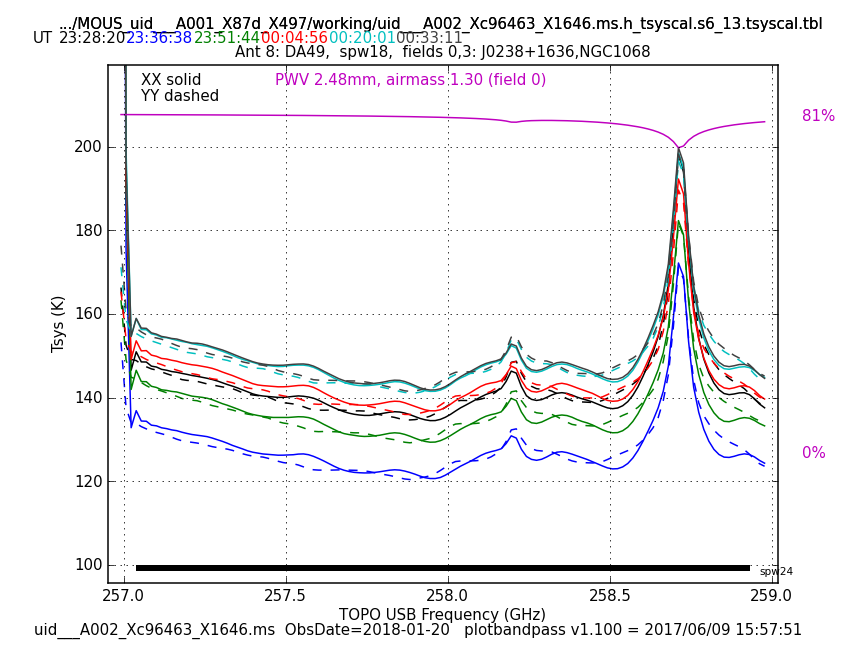 .../MOUS_uid___A001_X87d_X497/working/uid___A002_Xc96463_X1646.ms.h_tsyscal.s6_13.tsyscal.tbl
UT 23:28:20 23:36:38 23:51:44 00:04:56 00:20:01 00:33:11
Ant 8: DA49,  spw18,  fields 0,3: J0238+1636,NGC1068
XX solid
YY dashed
PWV 2.48mm, airmass 1.30 (field 0)
81%
0%
Tsys (K)
200
180
160
140
120
100
spw24
257.0 257.5 258.0 258.5 259.0
TOPO USB Frequency (GHz)
uid___A002_Xc96463_X1646.ms  ObsDate=2018-01-20   plotbandpass v1.100 = 2017/06/09 15:57:51